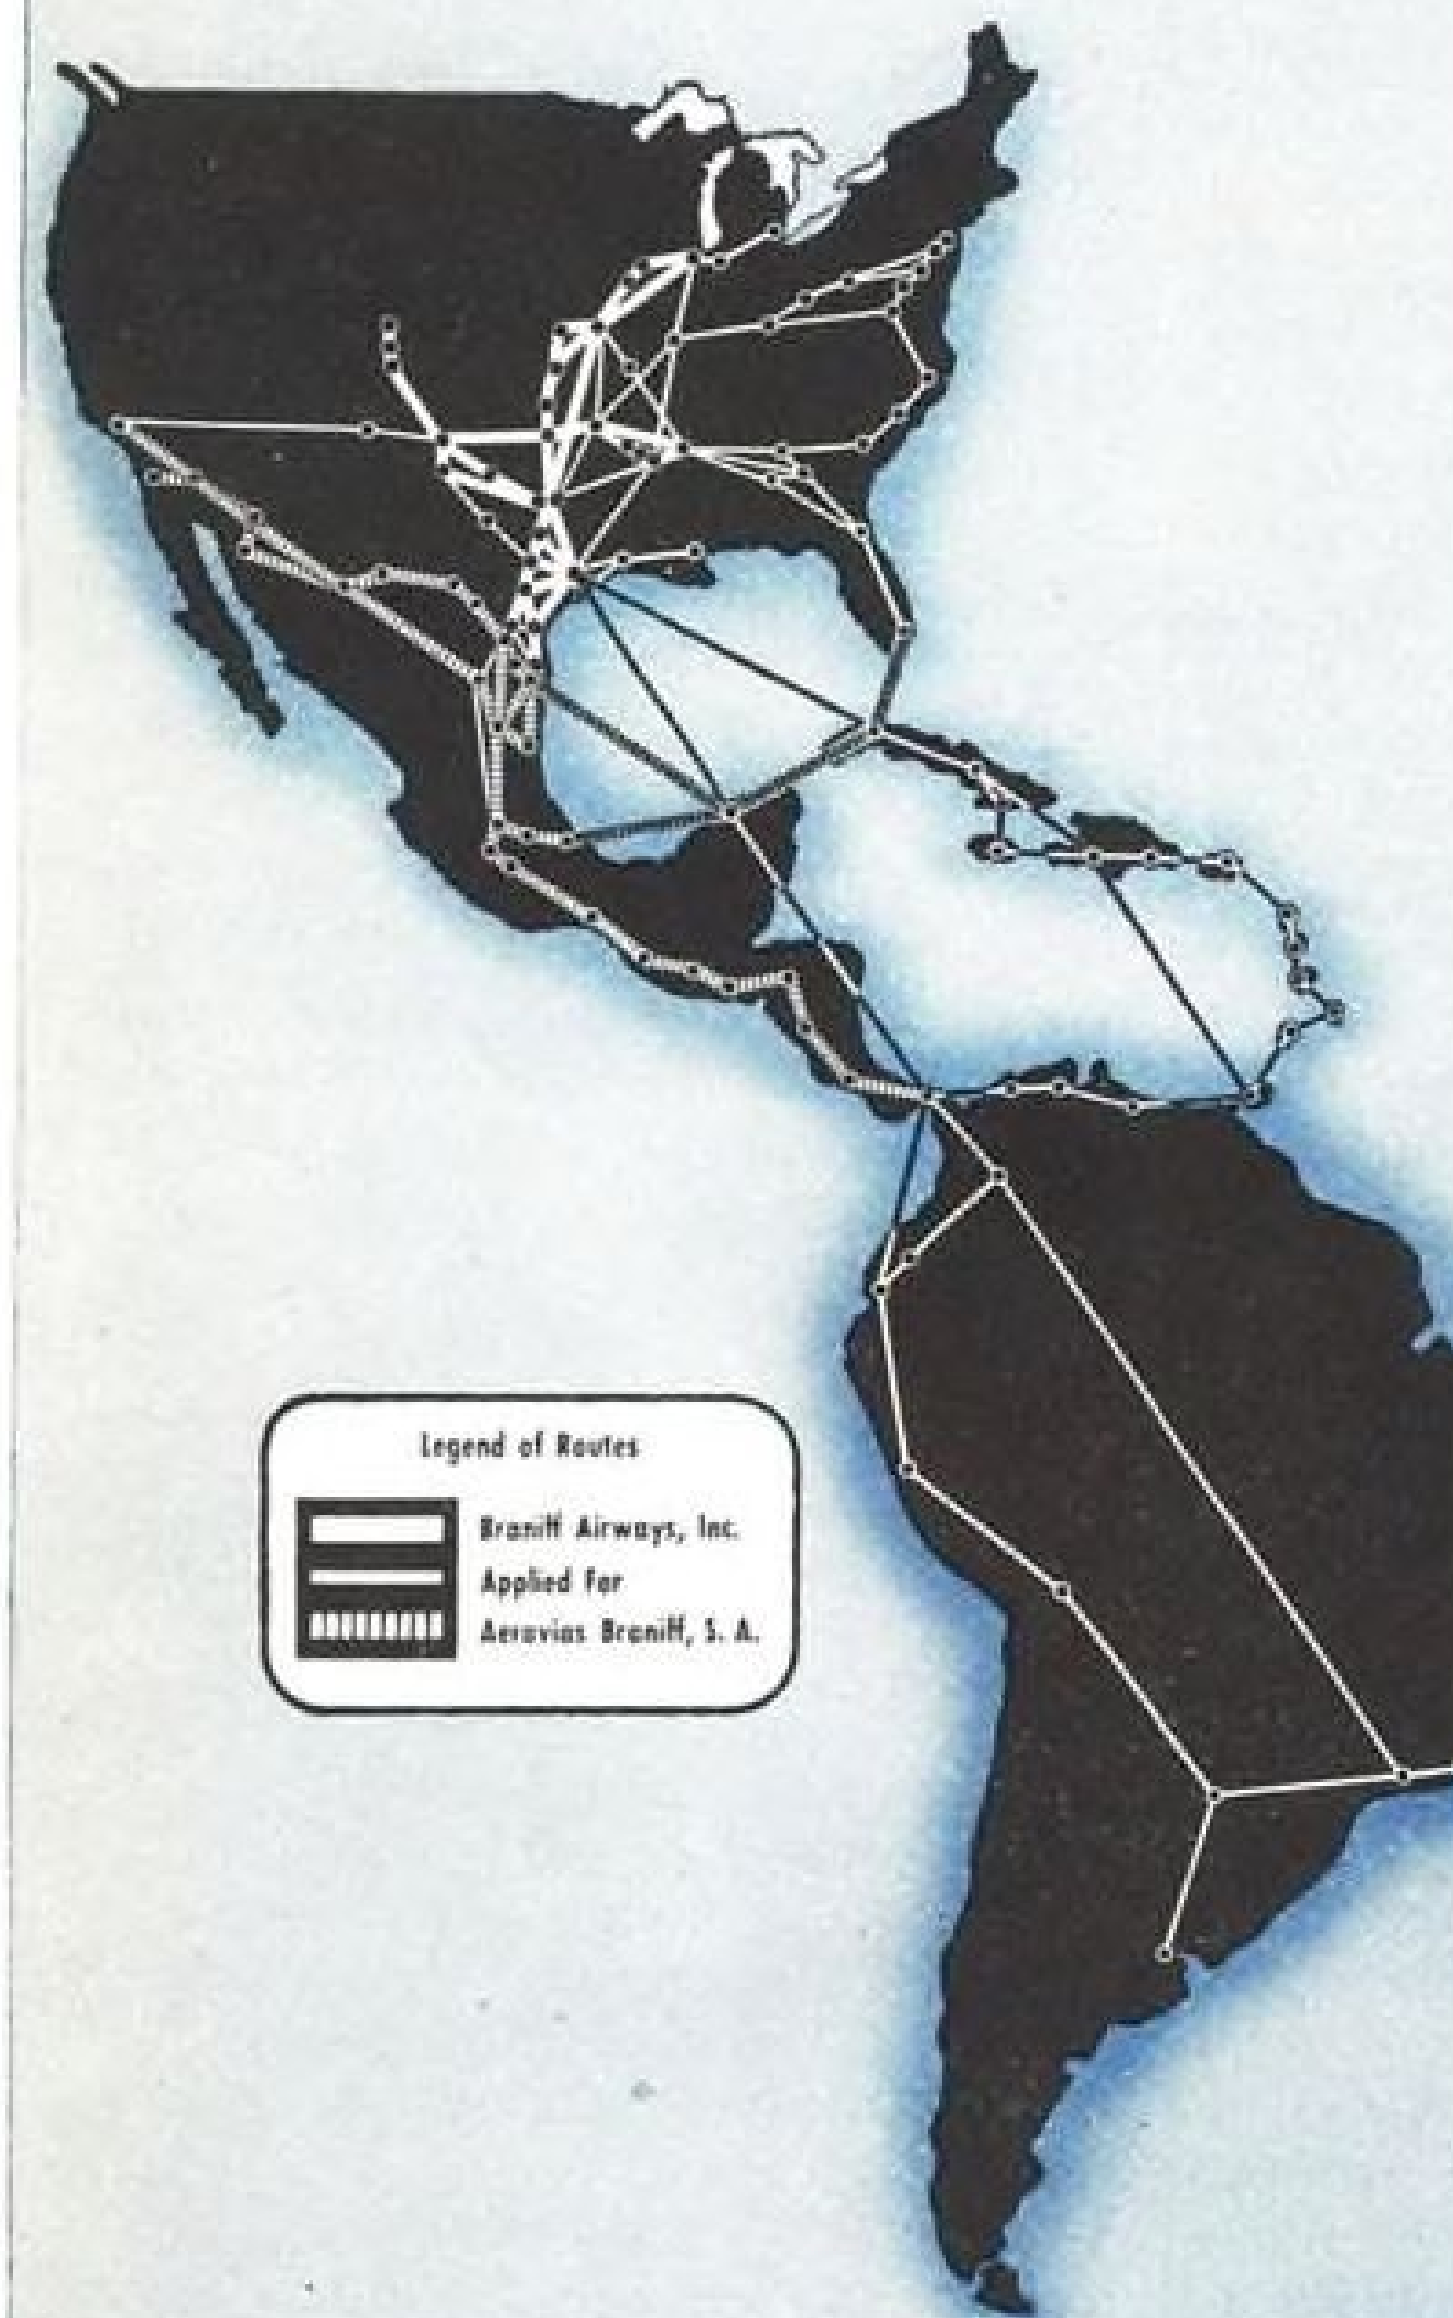 Legend of Routes
Braniff Airways, Inc.
Applied For
Aerovias Braniff, S. A.